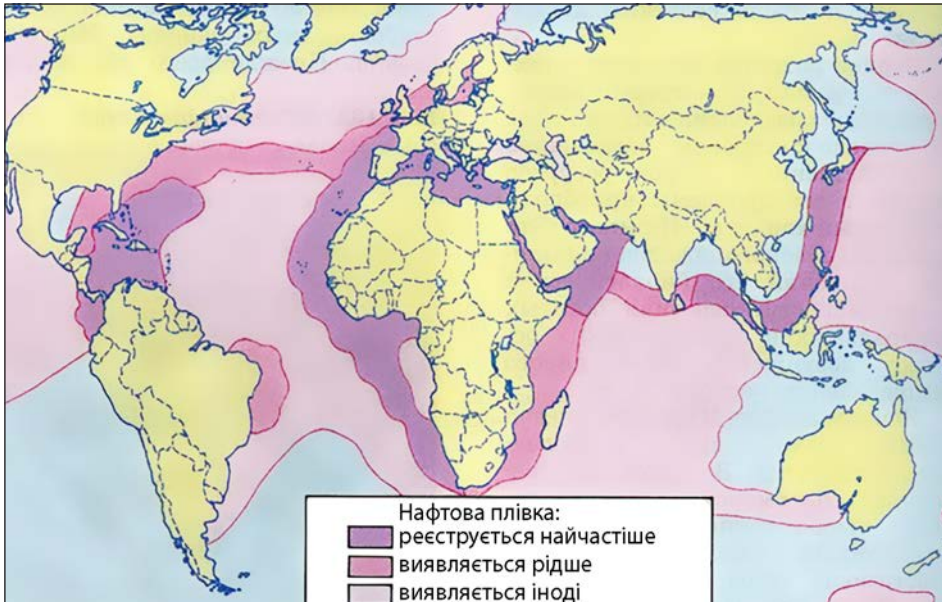 Нафтова плівка:
реєструється найчастіше
виявляється рідше
виявляється іноді